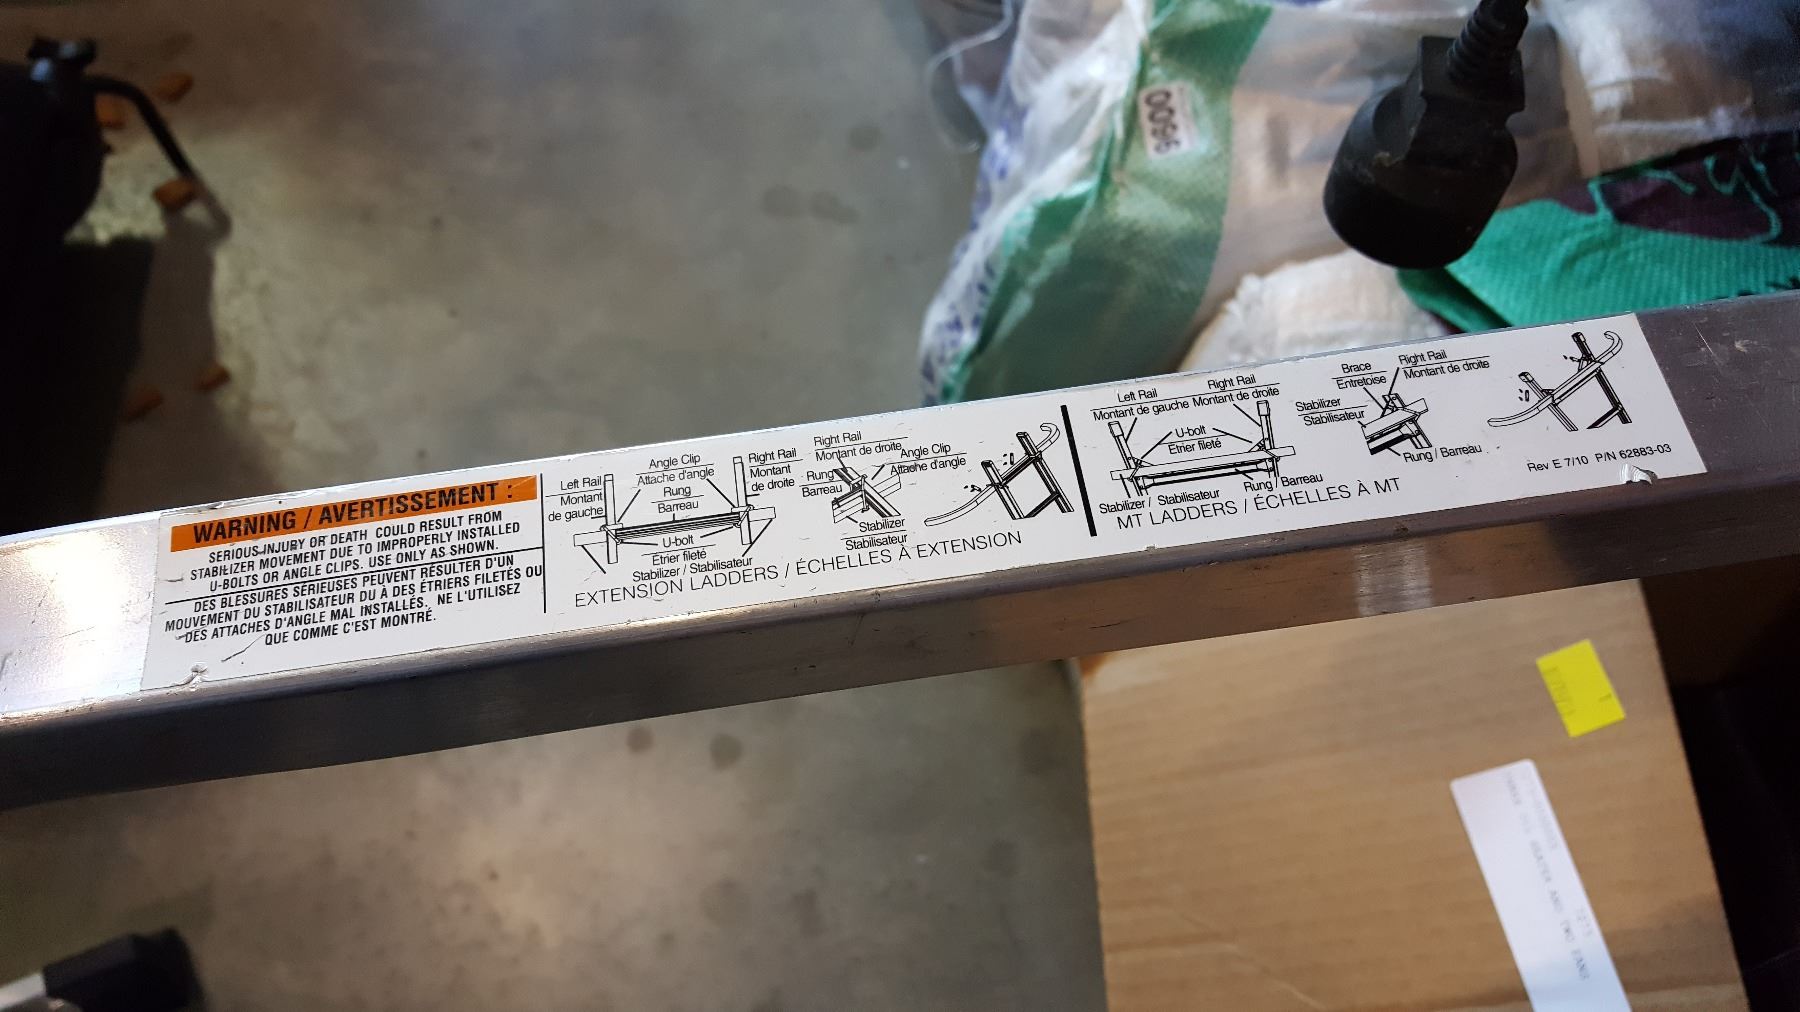 00096
WARNING / AVERTISSEMENT :
SERIOUS INJURY OR DEATH COULD RESULT FROM
STABILIZER MOVEMENT DUE TO IMPROPERLY INSTALLED
U-BOLTS OR ANGLE CLIPS. USE ONLY AS SHOWN.
DES BLESSURES SÉRIEUSES PEUVENT RÉSULTER D'UN
MOUVEMENT DU STABILISATEUR DU À DES ÉTRIERS FILETÉS OU
DES ATTACHES D'ANGLE MAL INSTALLÉS. NE L'UTILISEZ
QUE COMME C'EST MONTRÉ.
Left Rail
Montant
de gauche
Angle Clip
Attache d'angle
Rung
Barreau
Right Rail
Montant
de droite
U-bolt
Étrier fileté
Stabilizer / Stabilisateur
Right Rail
Montant de droite
Rung
Barreau
Angle Clip
Attache d'angle
Stabilizer
Stabilisateur
EXTENSION LADDERS / ÉCHELLES À EXTENSION
Left Rail
Montant de gauche
Right Rail
Montant de droite
U-bolt
Étrier fileté
Stabilizer / Stabilisateur
Rung / Barreau
MT LADDERS / ÉCHELLES À MT
Brace
Entretoise
Right Rail
Montant de droite
Stabilizer
Stabilisateur
Rung / Barreau
Rev E 7/10 P/N 62883-03
AND TWO FANS